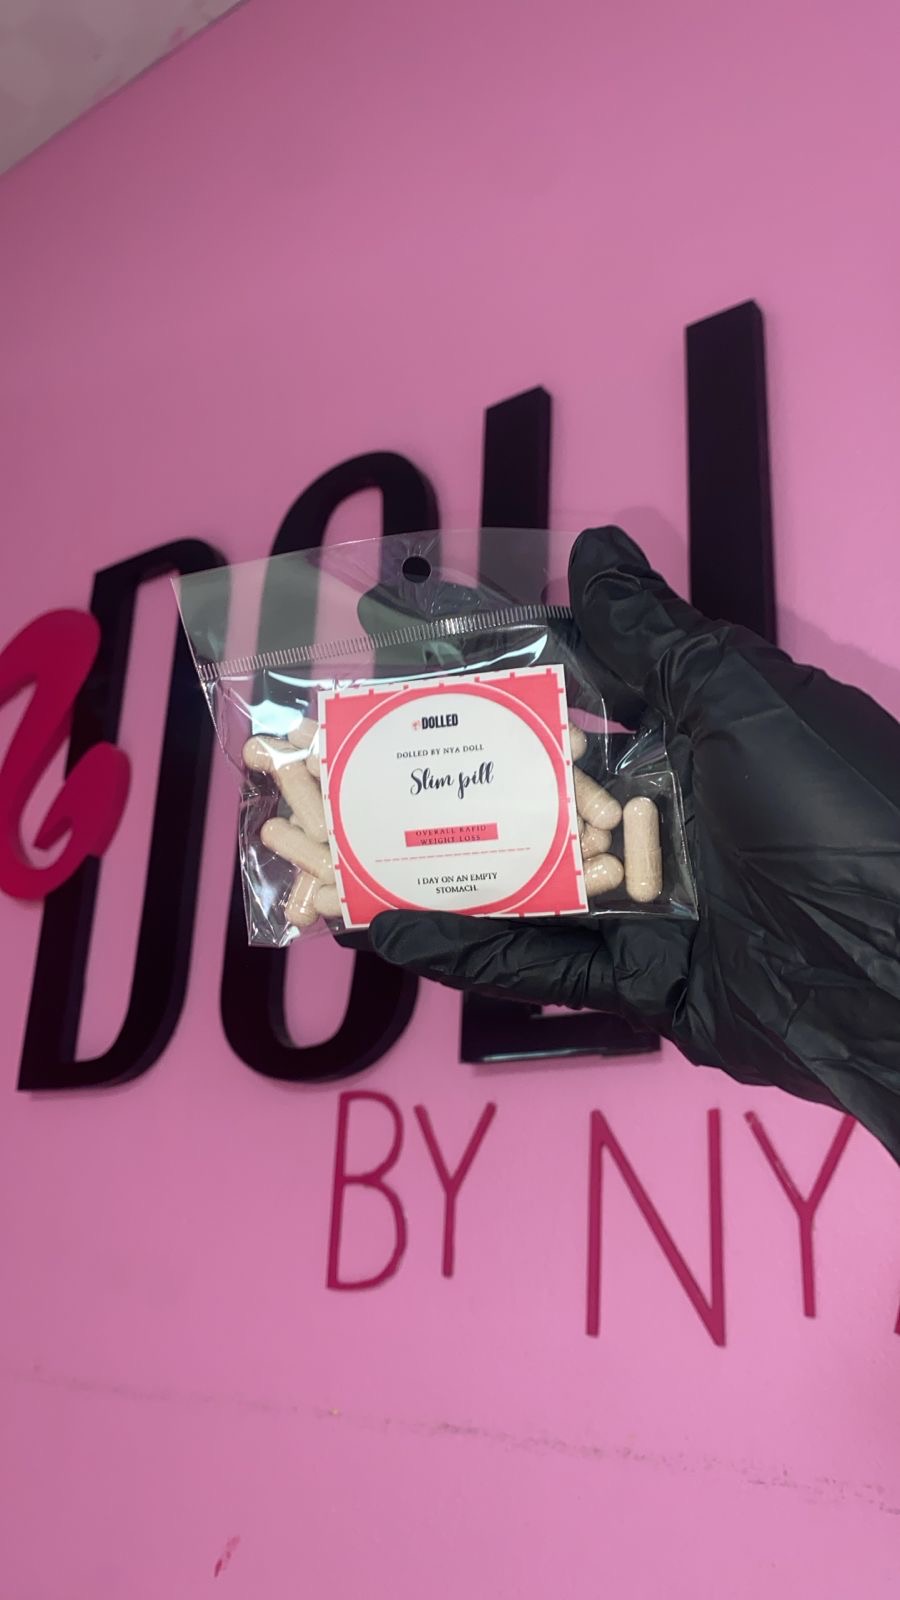 DOLL
BY NY
DOLLED
DOLLED BY NYA DOLL
Slim pill
OVERALL RAPID
WEIGHT LOSS
1 DAY ON AN EMPTY
STOMACH